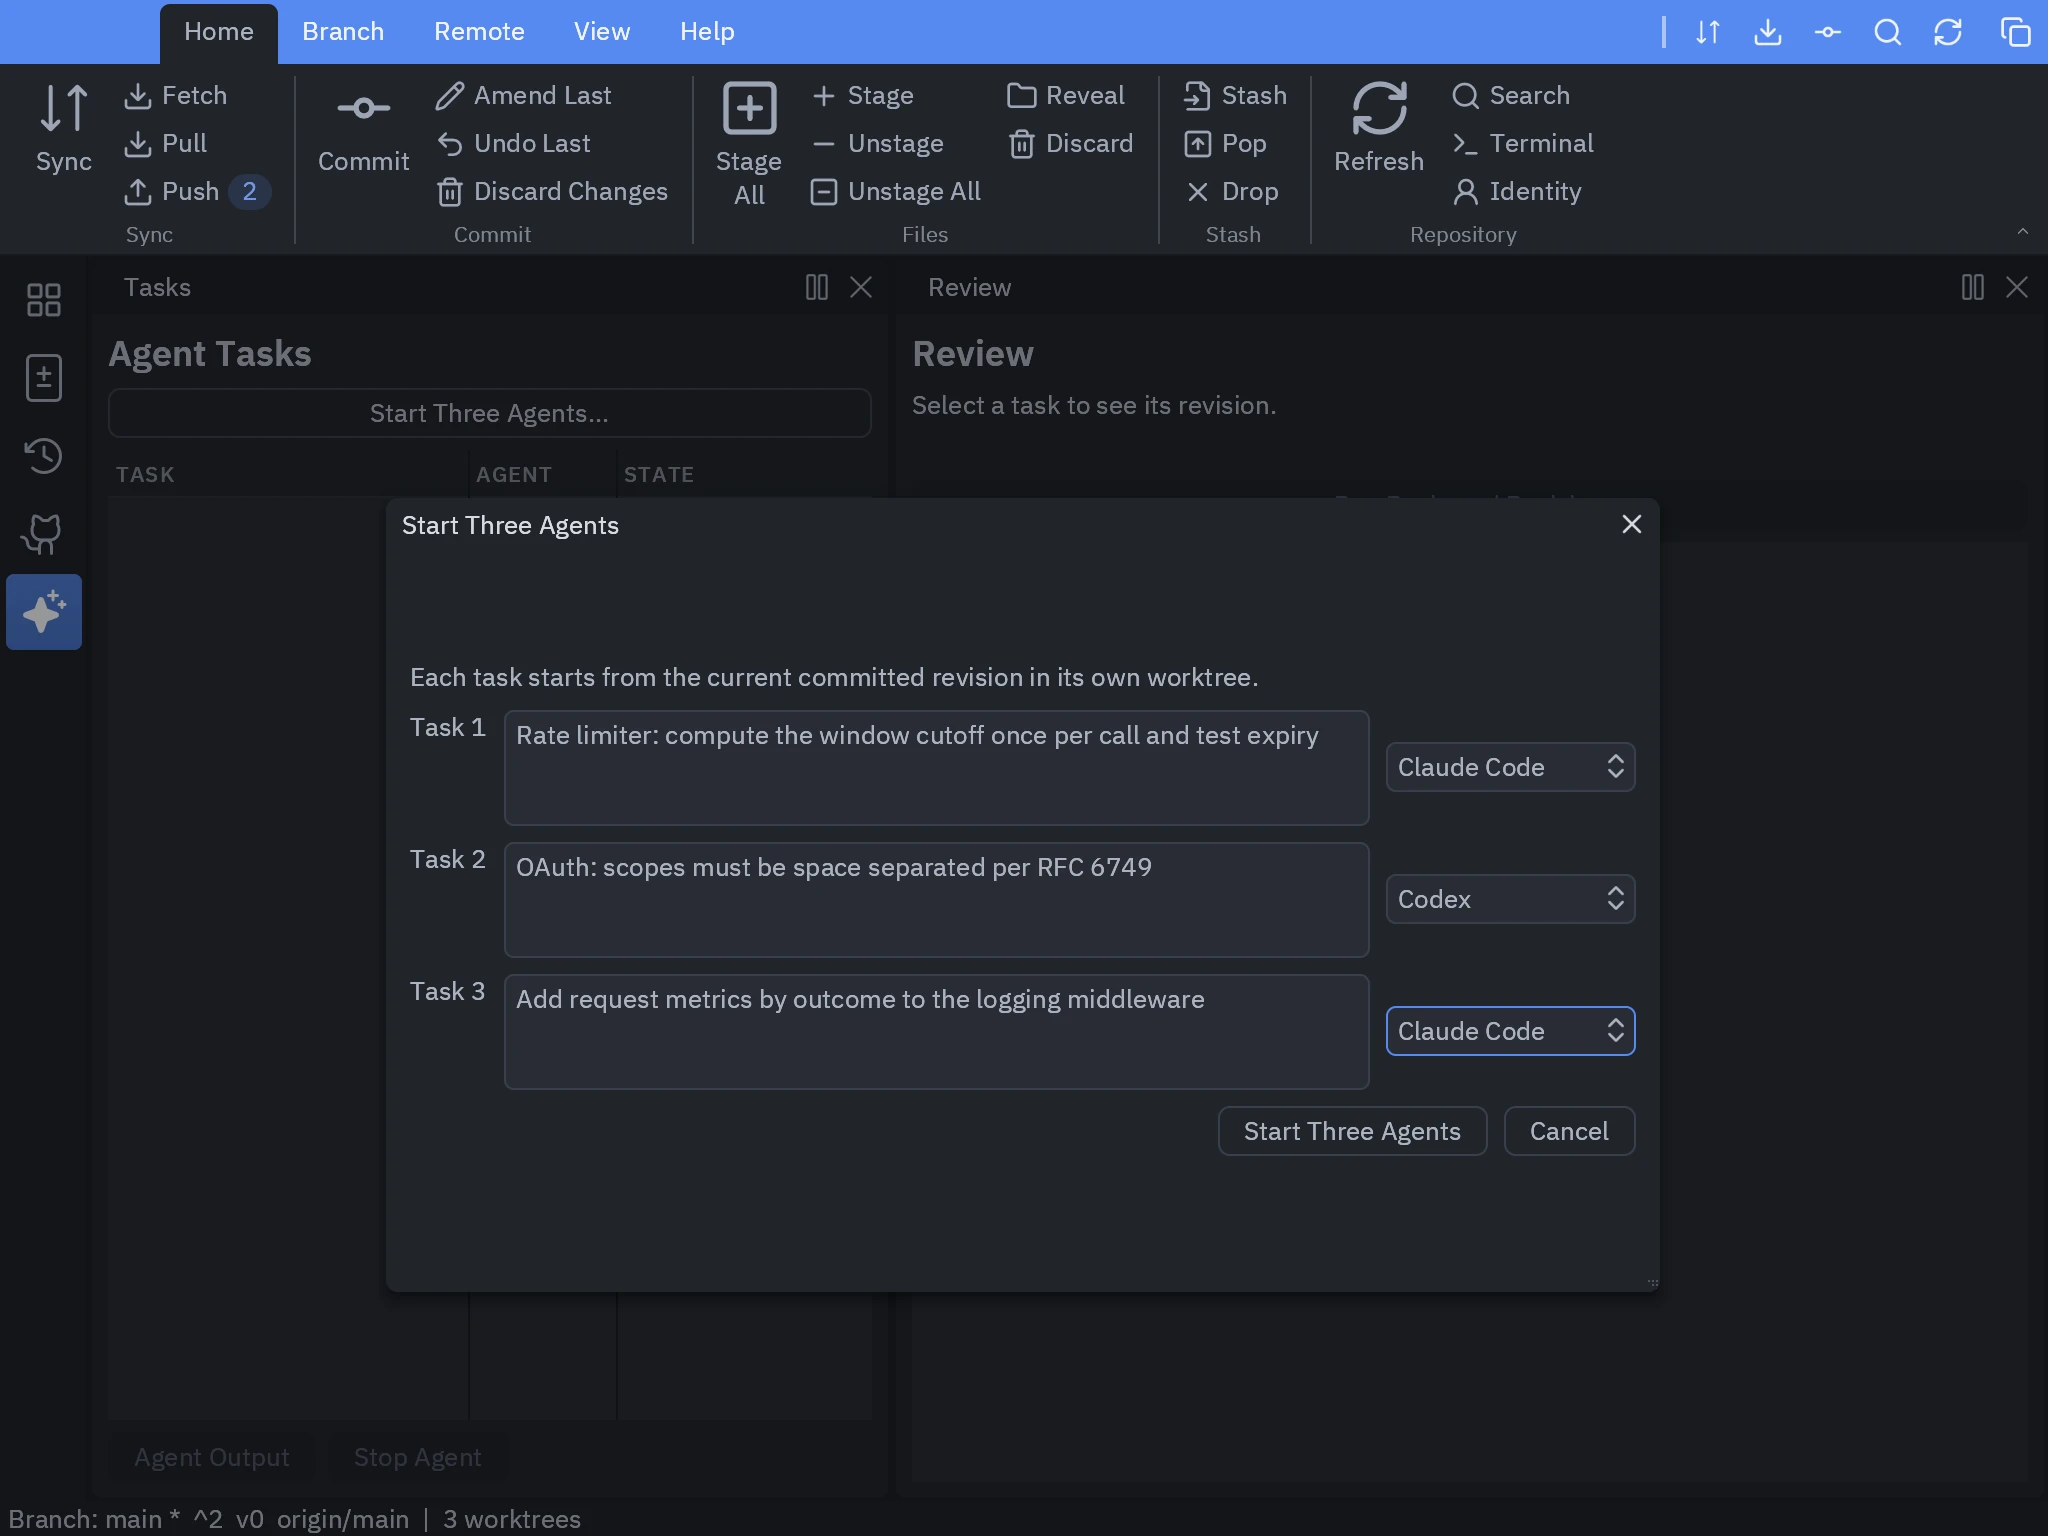 Home Branch Remote View Help
Sync
Fetch
Pull
Push 2
Sync
Commit
Amend Last
Undo Last
Discard Changes
Commit
Stage All
Stage
Unstage
Unstage All
Reveal
Discard
Files
Stash
Pop
Drop
Stash
Refresh
Search
Terminal
Identity
Repository
Tasks
Agent Tasks
Start Three Agents...
TASK AGENT STATE
Review
Review
Select a task to see its revision.
Start Three Agents
Each task starts from the current committed revision in its own worktree.
Task 1
Rate limiter: compute the window cutoff once per call and test expiry
Claude Code
Task 2
OAuth: scopes must be space separated per RFC 6749
Codex
Task 3
Add request metrics by outcome to the logging middleware
Claude Code
Start Three Agents
Cancel
Agent Output
Stop Agent
Branch: main * ^2 v0 origin/main | 3 worktrees